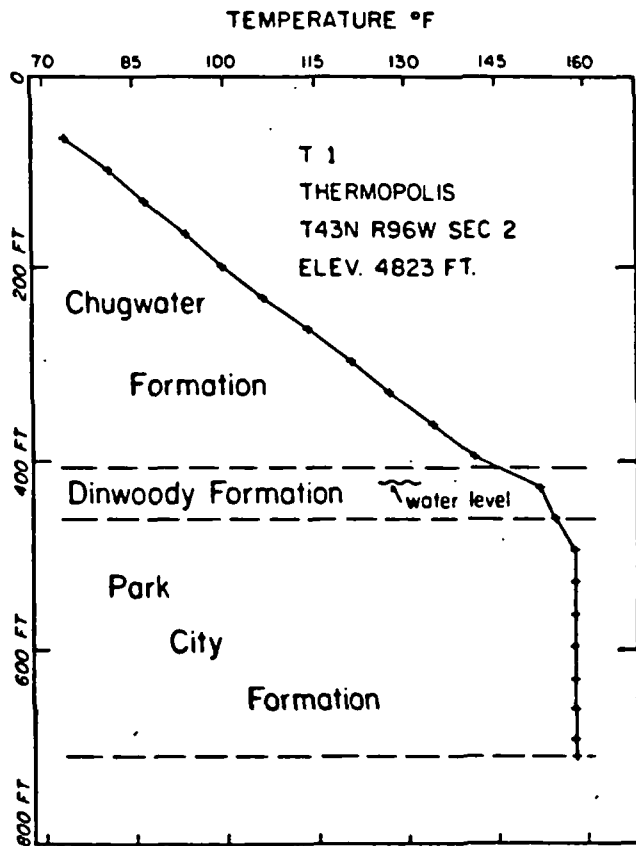 TEMPERATURE °F
70 85 100 115 130 145 160
0
T 1
THERMOPOLIS
T43N R96W SEC 2
200 FT
ELEV. 4823 FT.
Chugwater
Formation
400 FT
Dinwoody Formation
water level
Park
City
600 FT
Formation
800 FT